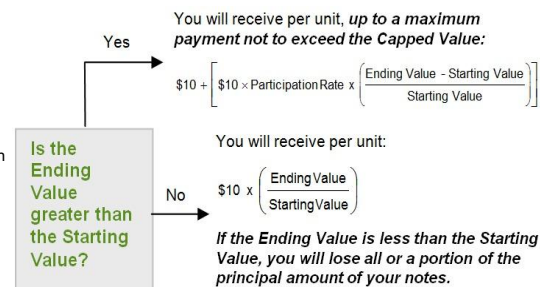 You will receive per unit, up to a maximum
payment not to exceed the Capped Value:
Yes
$10 + [ $10 × Participation Rate x ( Ending Value - Starting Value
Starting Value ) ]
Is the
Ending
Value
greater than
the Starting
Value?
You will receive per unit:
No
$10 x ( Ending Value
Starting Value )
If the Ending Value is less than the Starting
Value, you will lose all or a portion of the
principal amount of your notes.